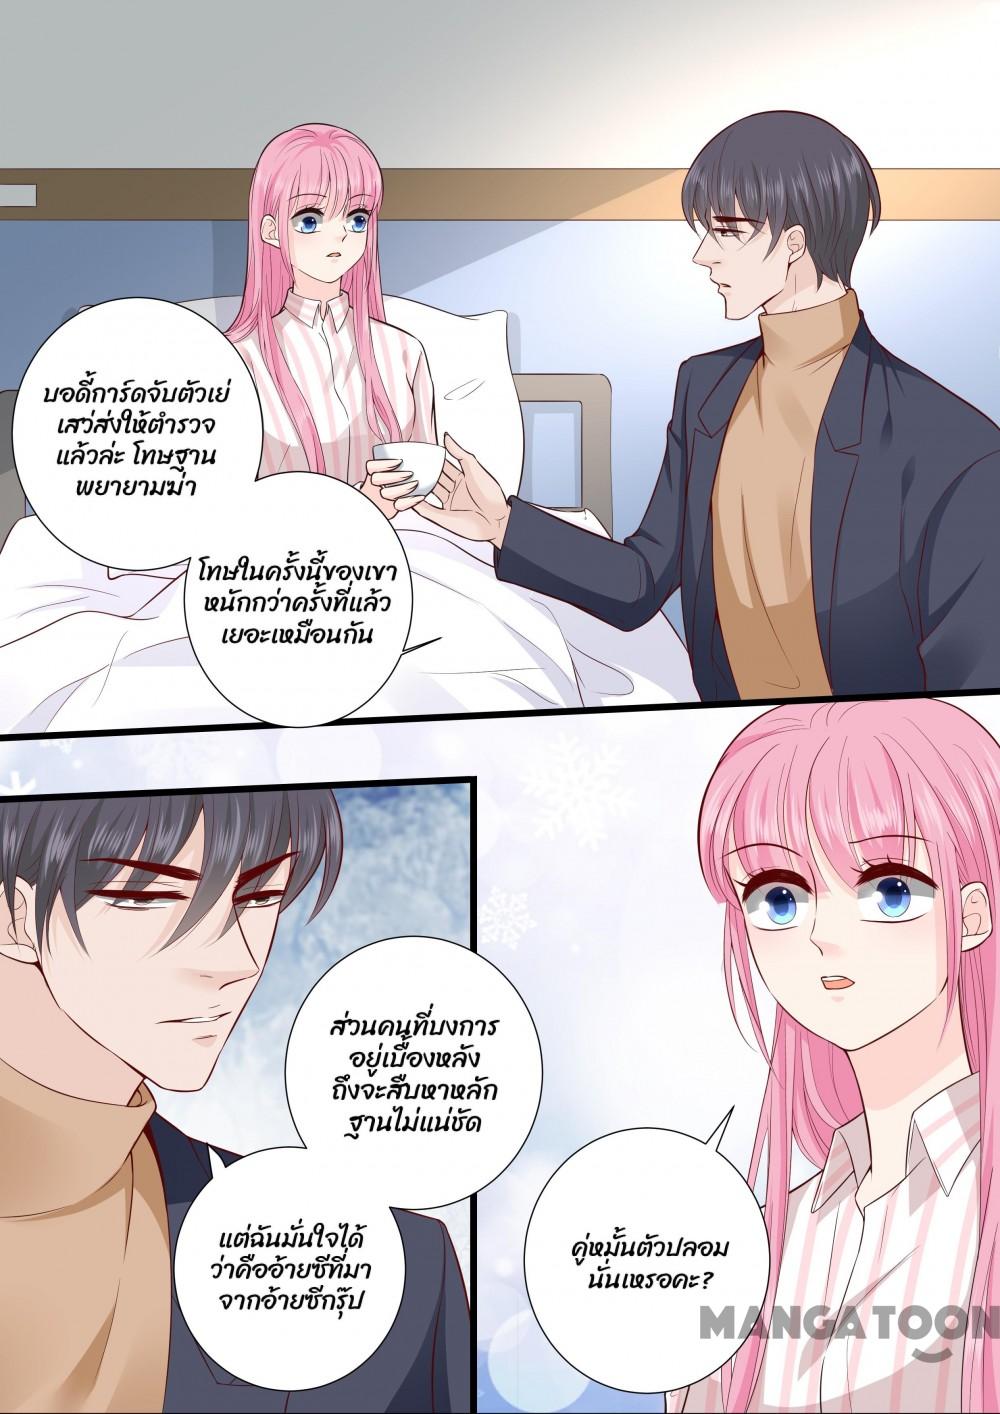 บอดี้การ์ดจับตัวเย่
เสว่ส่งให้ตำรวจ
แล้วล่ะ โทษฐาน
พยายามฆ่า
โทษในครั้งนี้ของเขา
หนักกว่าครั้งที่แล้ว
เยอะเหมือนกัน
ส่วนคนที่บงการ
อยู่เบื้องหลัง
ถึงจะสืบหาหลัก
ฐานไม่แน่ชัด
แต่ฉันมั่นใจได้
ว่าคืออ้ายซีที่มา
จากอ้ายซีกรุ๊ป
คู่หมั้นตัวปลอม
นั่นเหรอคะ?
MANGATOON